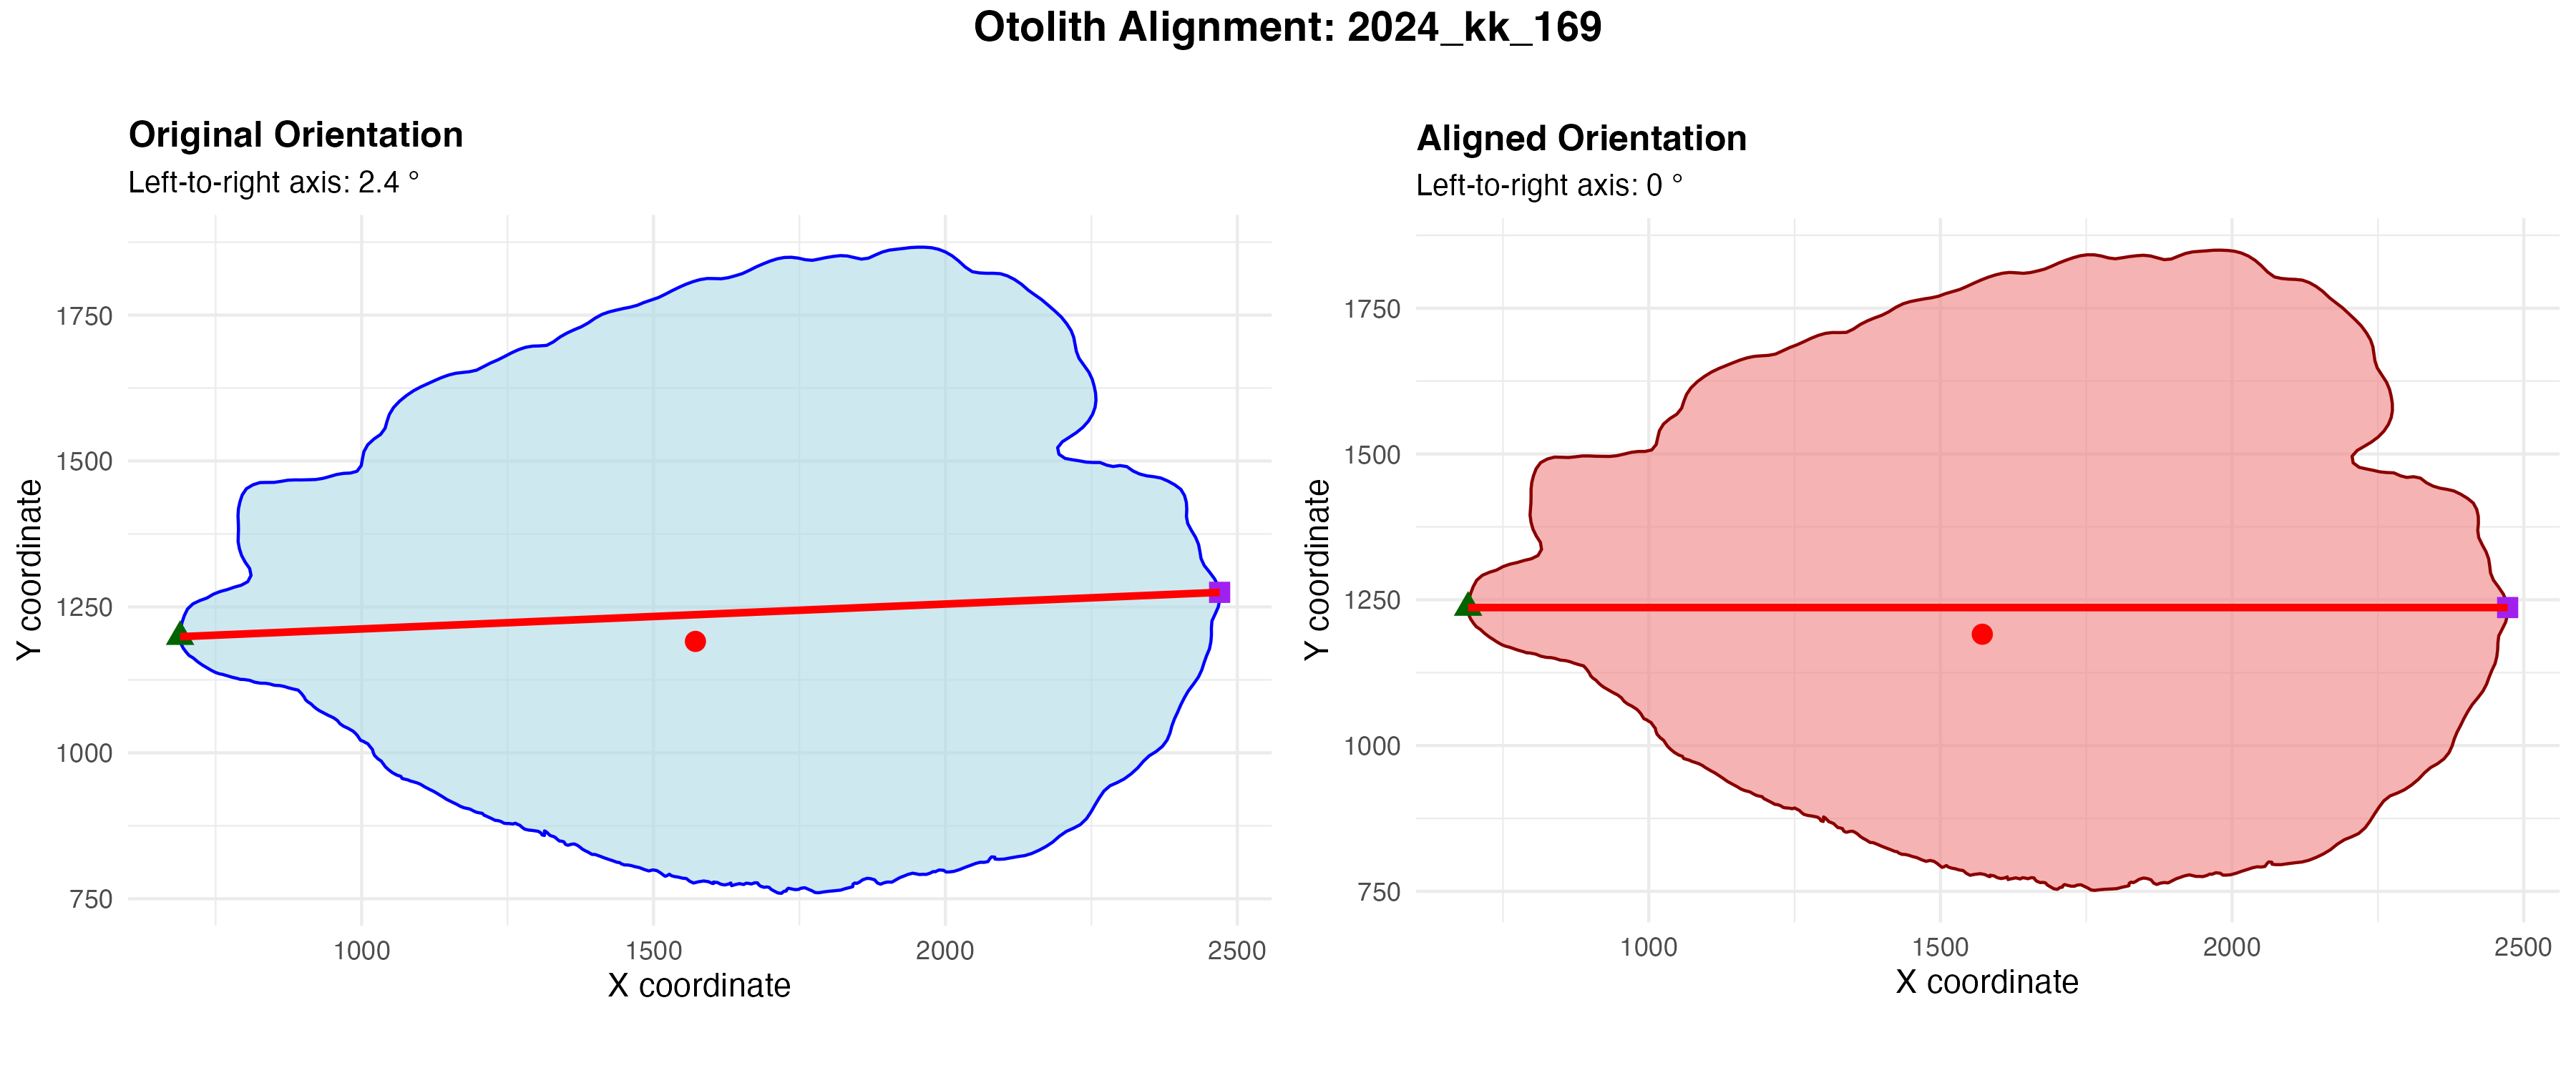 Otolith Alignment: 2024_kk_169
Original Orientation
Left-to-right axis: 2.4 °
Y coordinate
1750
1500
1250
1000
750
1000
1500
2000
2500
X coordinate
Aligned Orientation
Left-to-right axis: 0 °
Y coordinate
1750
1500
1250
1000
750
1000
1500
2000
2500
X coordinate